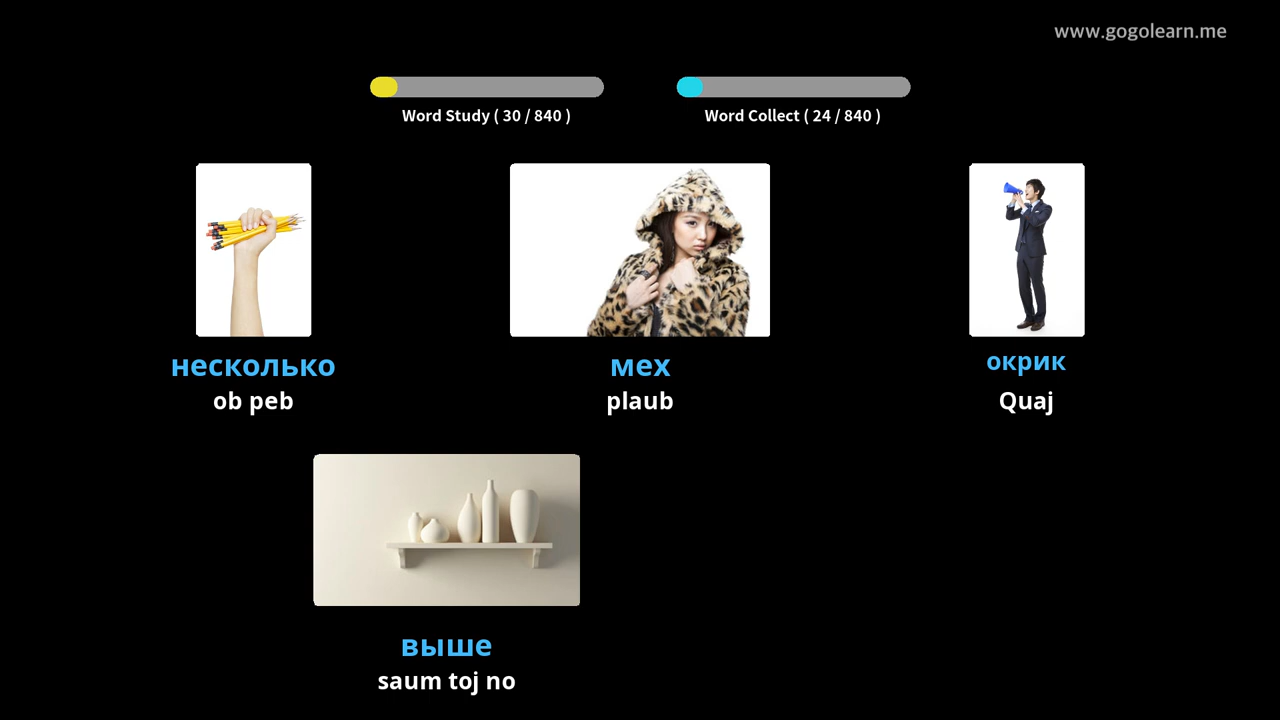 www.gogolearn.me
Word Study ( 30 / 840 )
Word Collect ( 24 / 840 )
несколько
ob peb
мех
plaub
окрик
Quaj
выше
saum toj no